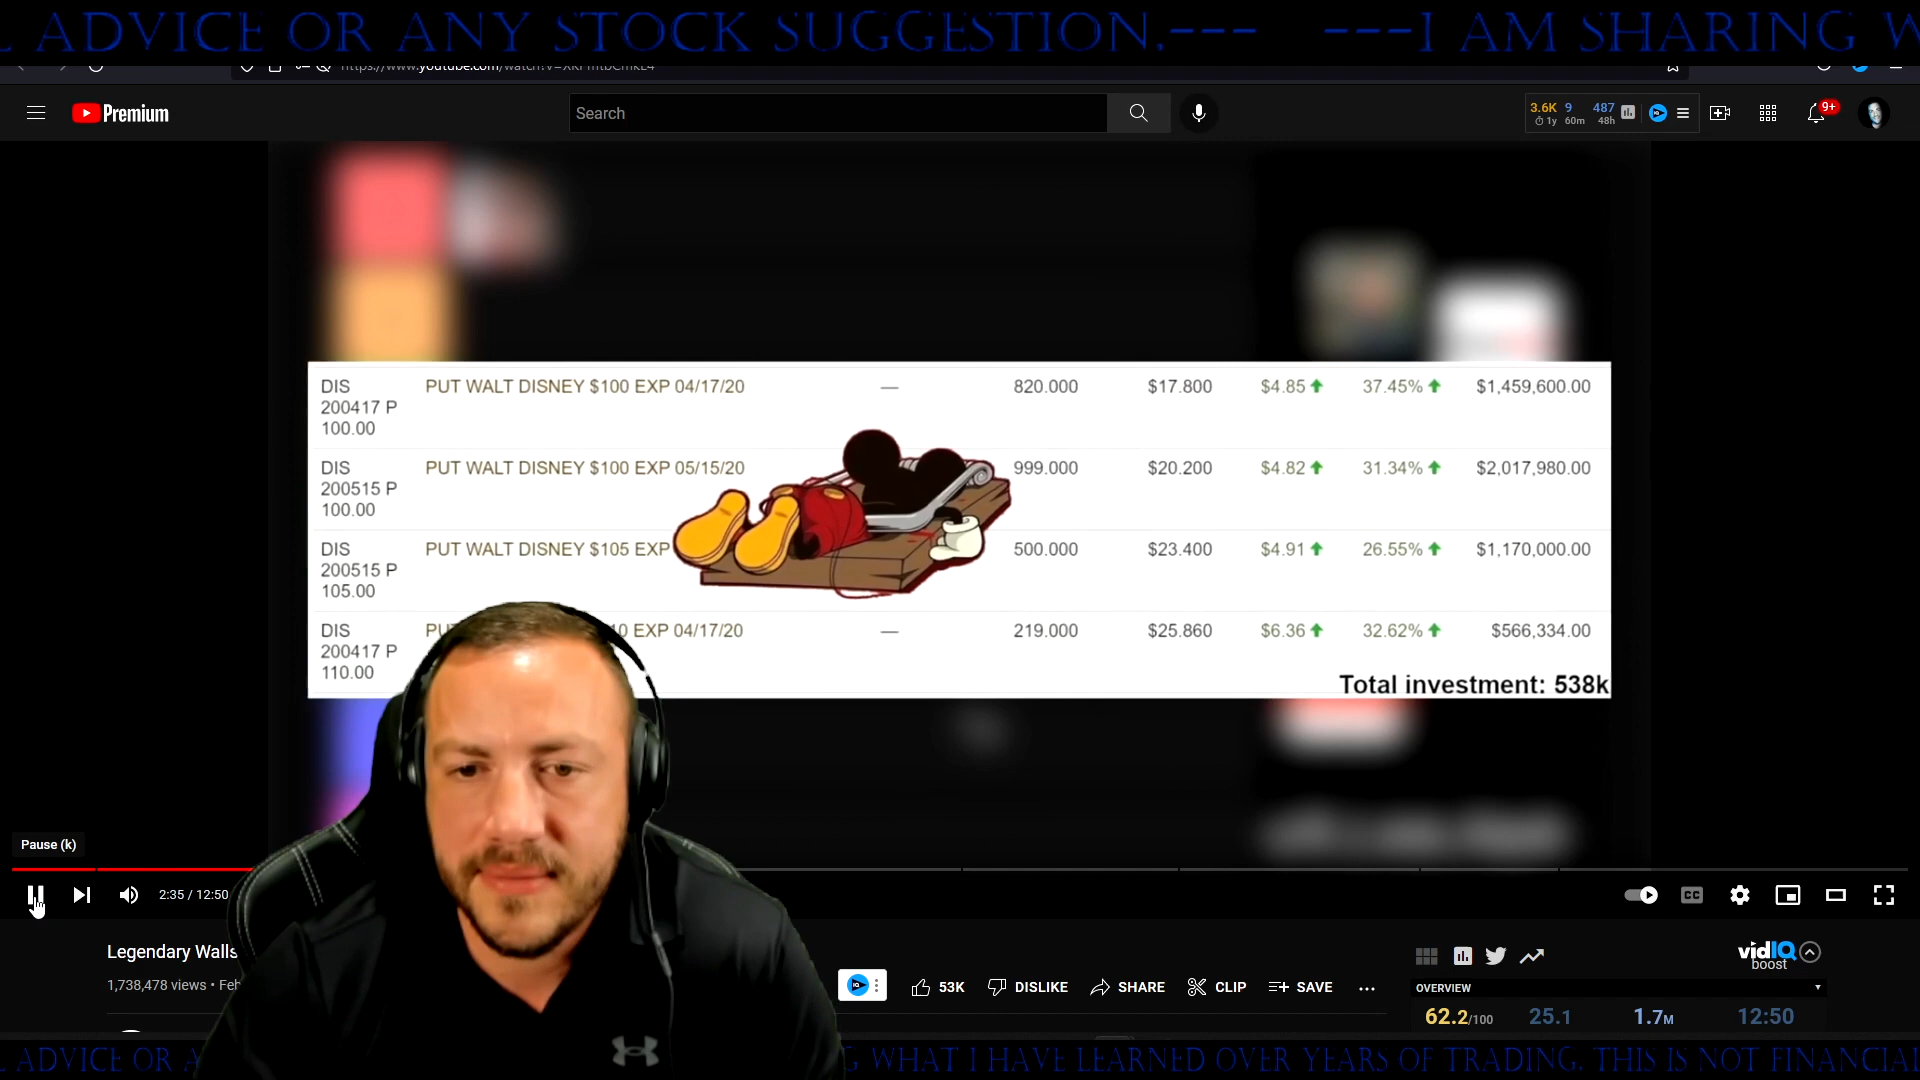 ADVICE OR ANY STOCK SUGGESTION.--- ---I AM SHARING W
Premium
Search
3.6K 9 487
1y 60m 48h
9+
DIS PUT WALT DISNEY $100 EXP 04/17/20 — 820.000 $17.800 $4.85 37.45% $1,459,600.00
200417 P
100.00
DIS PUT WALT DISNEY $100 EXP 05/15/20 999.000 $20.200 $4.82 31.34% $2,017,980.00
200515 P
100.00
DIS PUT WALT DISNEY $105 EXP 500.000 $23.400 $4.91 26.55% $1,170,000.00
200515 P
105.00
DIS EXP 04/17/20 — 219.000 $25.860 $6.36 32.62% $566,334.00
200417 P
110.00
Total investment: 538k
Pause (k)
2:35 / 12:50
CC
Legendary Walls
vidIQ
boost
1,738,478 views • Feb
53K DISLIKE SHARE CLIP SAVE
OVERVIEW
62.2/100 25.1 1.7M 12:50
ADVICE OR A G WHAT I HAVE LEARNED OVER YEARS OF TRADING. THIS IS NOT FINANCIAL